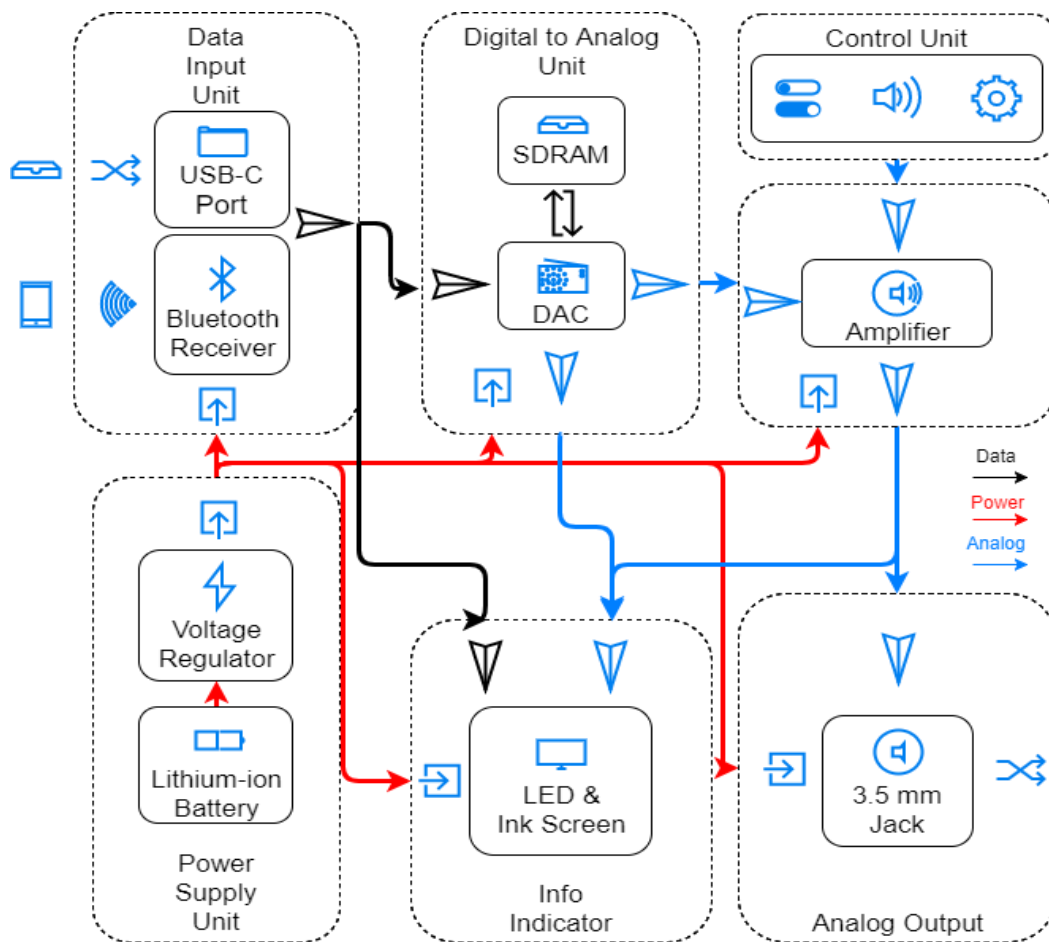 Data
Input
Unit
USB-C
Port
Bluetooth
Receiver
Digital to Analog
Unit
SDRAM
DAC
Control Unit
Amplifier
Data
Power
Analog
Voltage
Regulator
Lithium-ion
Battery
Power
Supply
Unit
LED &
Ink Screen
Info
Indicator
3.5 mm
Jack
Analog Output